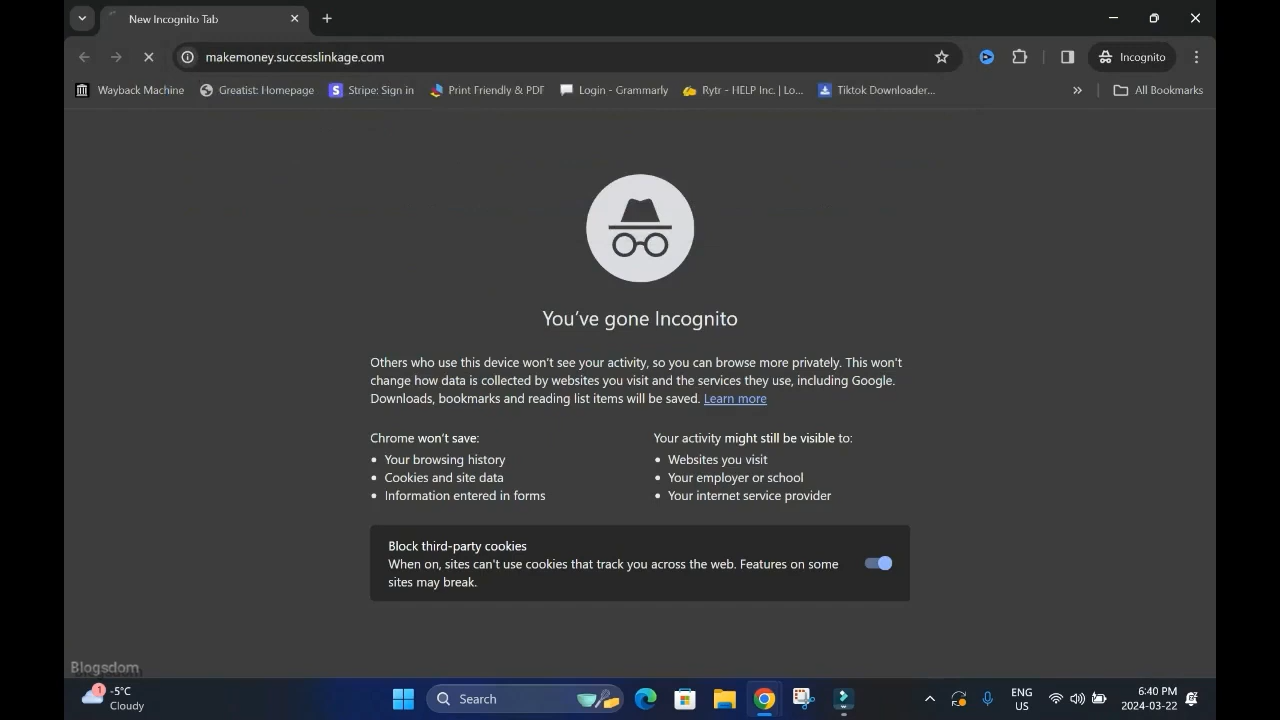 New Incognito Tab
makemoney.successlinkage.com
Incognito
Wayback Machine
Greatist: Homepage
S
Stripe: Sign in
Print Friendly & PDF
Login - Grammarly
Rytr - HELP Inc. | Lo...
Tiktok Downloader...
All Bookmarks
You've gone Incognito
Others who use this device won't see your activity, so you can browse more privately. This won't
change how data is collected by websites you visit and the services they use, including Google.
Downloads, bookmarks and reading list items will be saved. Learn more
Chrome won't save:
Your browsing history
Cookies and site data
Information entered in forms
Your activity might still be visible to:
Websites you visit
Your employer or school
Your internet service provider
Block third-party cookies
When on, sites can't use cookies that track you across the web. Features on some
sites may break.
Blogsdom
1
-5°C
Cloudy
Search
ENG
US
6:40 PM
2024-03-22